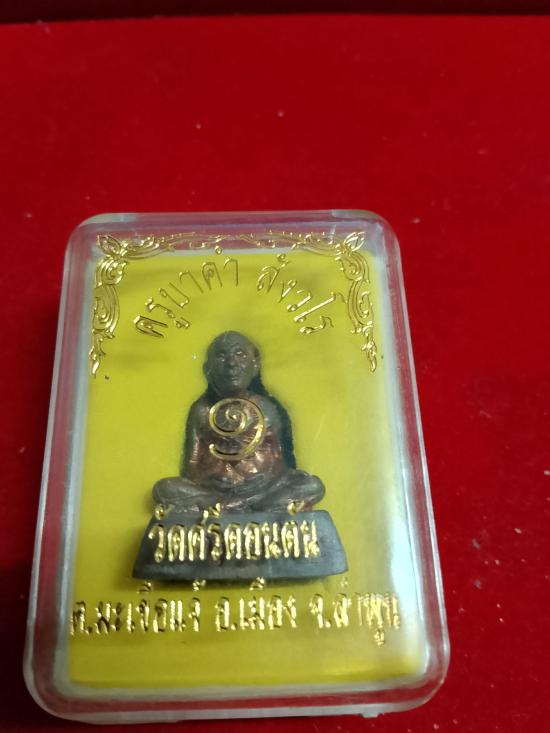 ครูบาคำ สังวโร
๑
วัดศรีดอนตัน
ต.มะเขือแจ้ อ.เมือง จ.ลำพูน